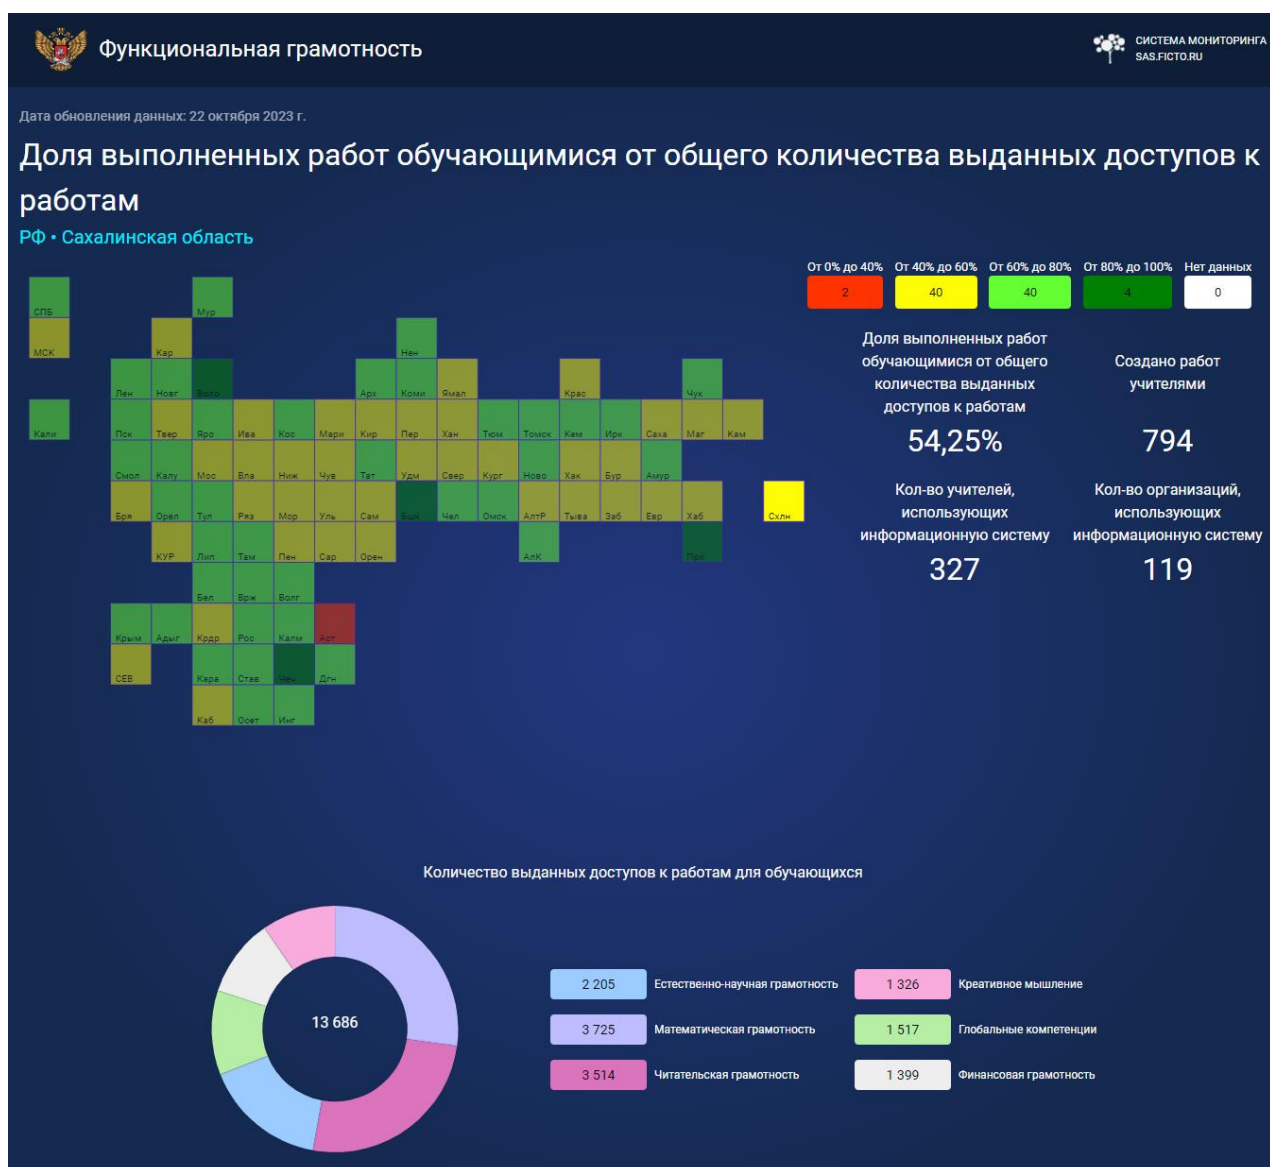 Функциональная грамотность
СИСТЕМА МОНИТОРИНГА
SAS.FICTO.RU
Дата обновления данных: 22 октября 2023 г.
Доля выполненных работ обучающимися от общего количества выданных доступов к
работам
РФ • Сахалинская область
От 0% до 40% От 40% до 60% От 60% до 80% От 80% до 100% Нет данных
2 40 40 4 0
СПБ Мур
МСК Кар Нен
Лен Новг Воло Арх Коми Ямал Крас Чук
Кали Пск Твер Яро Ива Кос Мари Кир Пер Хан Тюм Томск Кем Ирк Саха Маг Кам
Смол Калу Мос Вла Ниж Чув Тат Удм Свер Кург Ново Хак Бур Амур
Бря Орел Тул Ряз Мор Уль Сам Баш Чел Омск АлтР Тыва Заб Евр Хаб Схлн
КУР Лип Там Пен Сар Орен АлК При
Бел Врж Волг
Крым Адыг Крдр Рос Калм Аст
СЕВ Кара Став Чеч Дгн
Каб Осет Инг
Доля выполненных работ
обучающимися от общего
количества выданных
доступов к работам
54,25%
Создано работ
учителями
794
Кол-во учителей,
использующих
информационную систему
327
Кол-во организаций,
использующих
информационную систему
119
Количество выданных доступов к работам для обучающихся
13 686
2 205 Естественно-научная грамотность
1 326 Креативное мышление
3 725 Математическая грамотность
1 517 Глобальные компетенции
3 514 Читательская грамотность
1 399 Финансовая грамотность